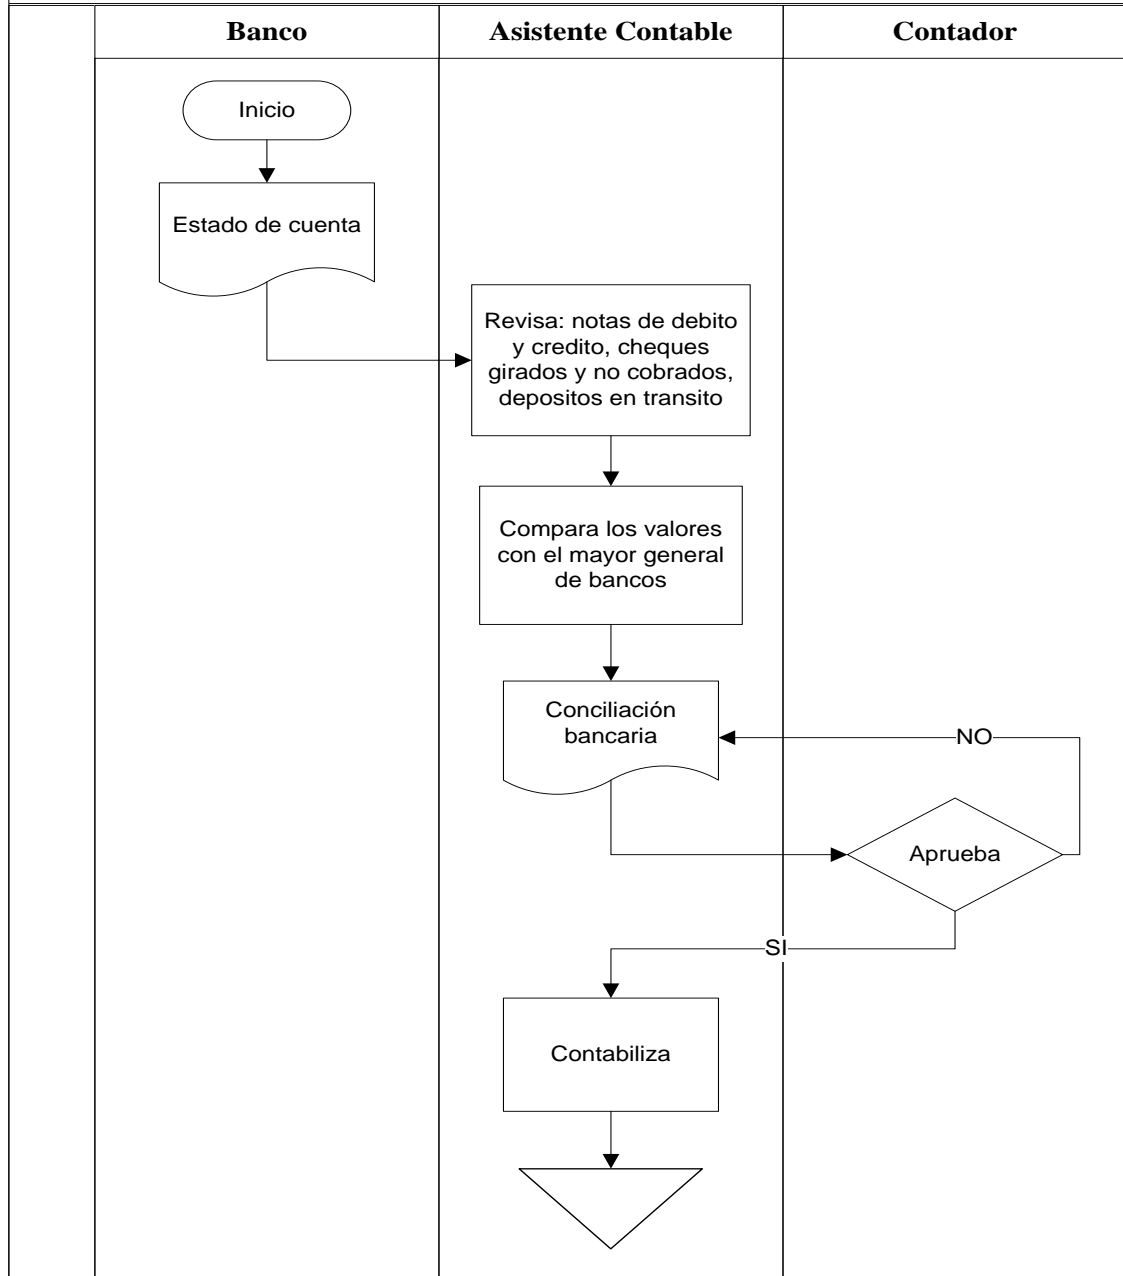 Banco
Asistente Contable
Contador
Inicio
Estado de cuenta
Revisa: notas de debito
y credito, cheques
girados y no cobrados,
depositos en transito
Compara los valores
con el mayor general
de bancos
Conciliación
bancaria
NO
Aprueba
SI
Contabiliza